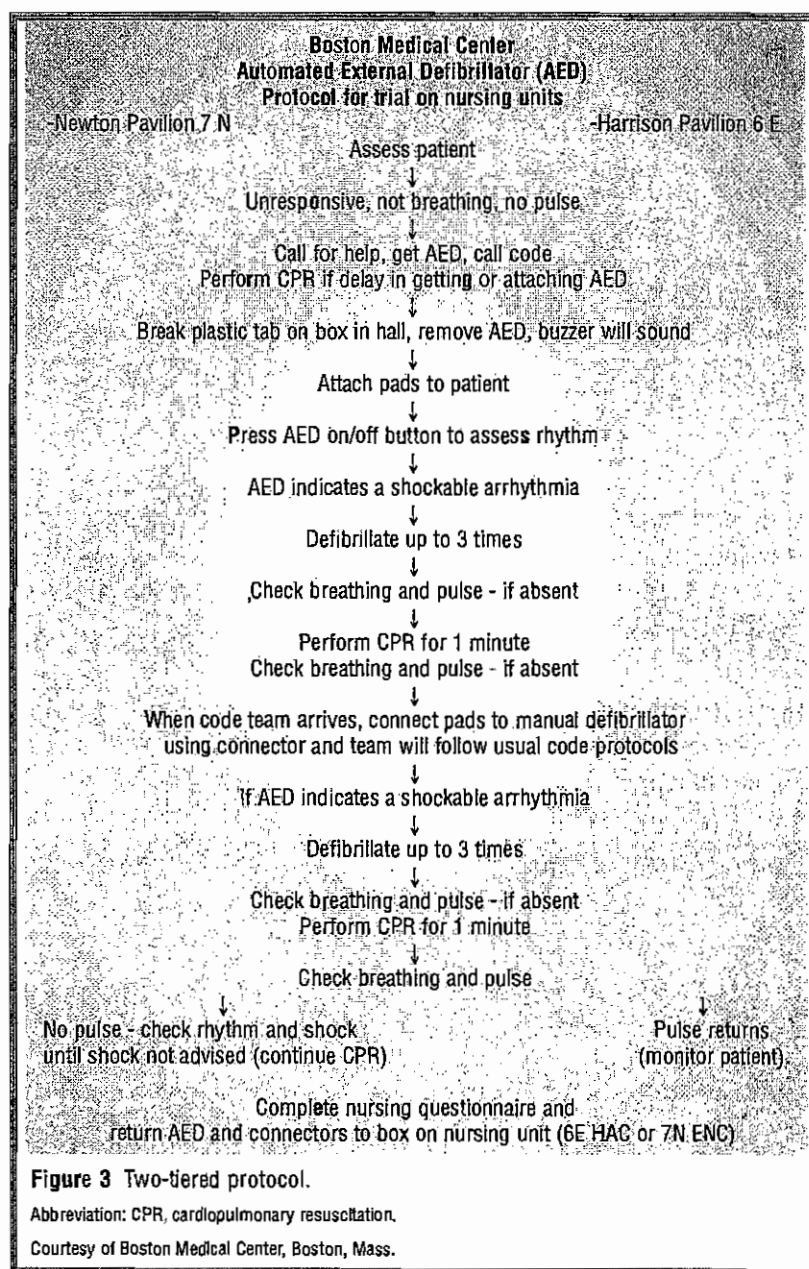 Boston Medical Center
Automated External Defibrillator (AED)
Protocol for trial on nursing units
-Newton Pavilion 7 N
-Harrison Pavilion 6 E
Assess patient
↓
Unresponsive, not breathing, no pulse
↓
Call for help, get AED, call code
Perform CPR if delay in getting or attaching AED
↓
Break plastic tab on box in hall, remove AED, buzzer will sound
↓
Attach pads to patient
↓
Press AED on/off button to assess rhythm
↓
AED indicates a shockable arrhythmia
↓
Defibrillate up to 3 times
↓
Check breathing and pulse - if absent
↓
Perform CPR for 1 minute
Check breathing and pulse - if absent
↓
When code team arrives, connect pads to manual defibrillator
using connector and team will follow usual code protocols
↓
If AED indicates a shockable arrhythmia
↓
Defibrillate up to 3 times
↓
Check breathing and pulse - if absent
Perform CPR for 1 minute
↓
Check breathing and pulse
↓ ↓
No pulse - check rhythm and shock
until shock not advised (continue CPR)
Pulse returns
(monitor patient)
Complete nursing questionnaire and
return AED and connectors to box on nursing unit (6E HAC or 7N ENC)
Figure 3 Two-tiered protocol.
Abbreviation: CPR, cardiopulmonary resuscitation.
Courtesy of Boston Medical Center, Boston, Mass.